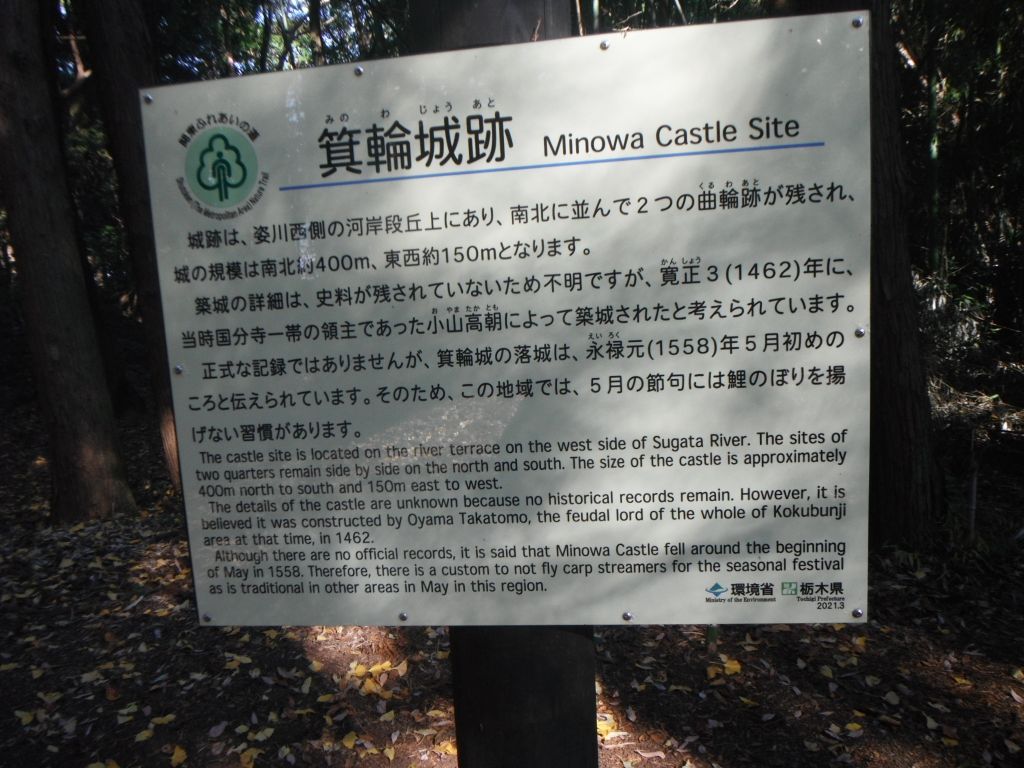 関東ふれあいの道
Shutoken (The Metropolitan Area) Nature Trail
みの わ じょう あと
箕輪城跡 Minowa Castle Site
くる わ あと
城跡は、姿川西側の河岸段丘上にあり、南北に並んで2つの曲輪跡が残され、
城の規模は南北約400m、東西約150mとなります。
かん しょう
築城の詳細は、史料が残されていないため不明ですが、寛正3(1462)年に、
お やま たか とも
当時国分寺一帯の領主であった小山高朝によって築城されたと考えられています。
えい ろく
正式な記録ではありませんが、箕輪城の落城は、永禄元(1558)年5月初めの
ころと伝えられています。そのため、この地域では、5月の節句には鯉のぼりを揚
げない習慣があります。
The castle site is located on the river terrace on the west side of Sugata River. The sites of
two quarters remain side by side on the north and south. The size of the castle is approximately
400m north to south and 150m east to west.
The details of the castle are unknown because no historical records remain. However, it is
believed it was constructed by Oyama Takatomo, the feudal lord of the whole of Kokubunji
area at that time, in 1462.
Although there are no official records, it is said that Minowa Castle fell around the beginning
of May in 1558. Therefore, there is a custom to not fly carp streamers for the seasonal festival
as is traditional in other areas in May in this region.
環境省 栃木県
Ministry of the Environment Tochigi Prefecture
2021.3